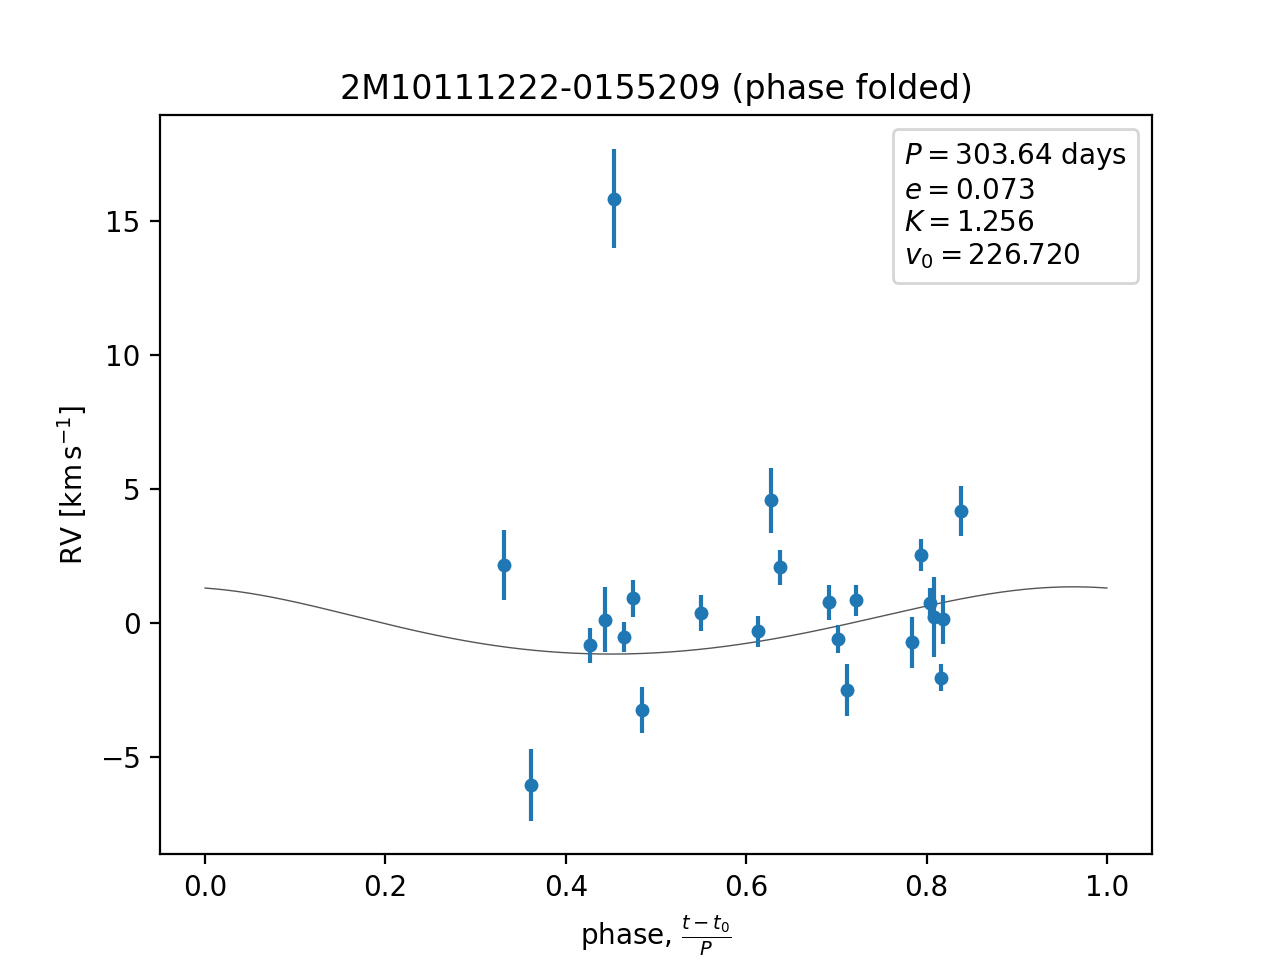 2M10111222-0155209 (phase folded)
P = 303.64 days
e = 0.073
K = 1.256
v₀ = 226.720
15
10
5
0
−5
RV [km s⁻¹]
0.0 0.2 0.4 0.6 0.8 1.0
phase, (t − t₀)/P